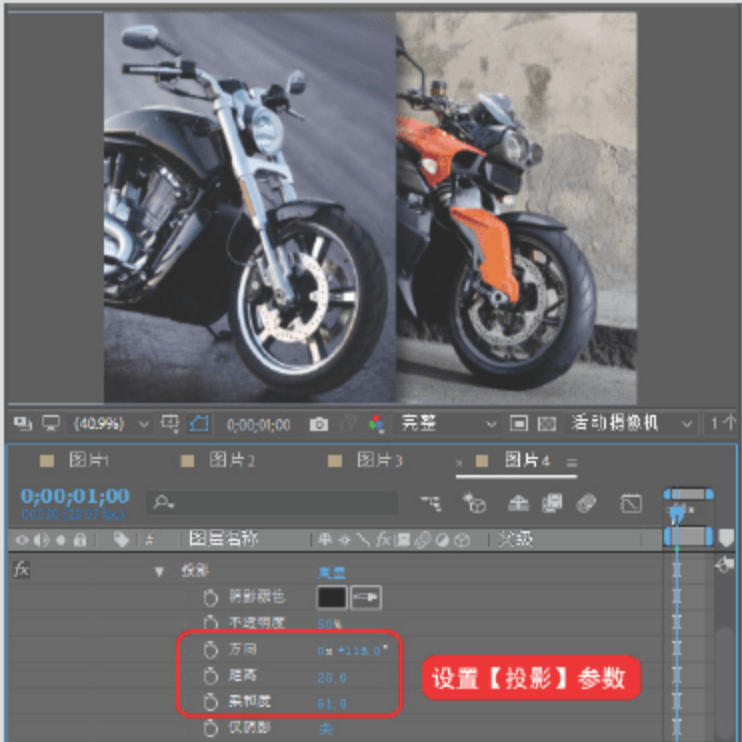 (40.9%) 0;00;01;00 完整 活动摄像机 1个
图片1 图片2 图片3 图片4
0;00;01;00
图层名称 fx 父级
fx 投影 重置
阴影颜色
不透明度 50%
方向 0x +115.0°
距离 20.0
设置【投影】参数
柔和度 61.0
仅阴影 关